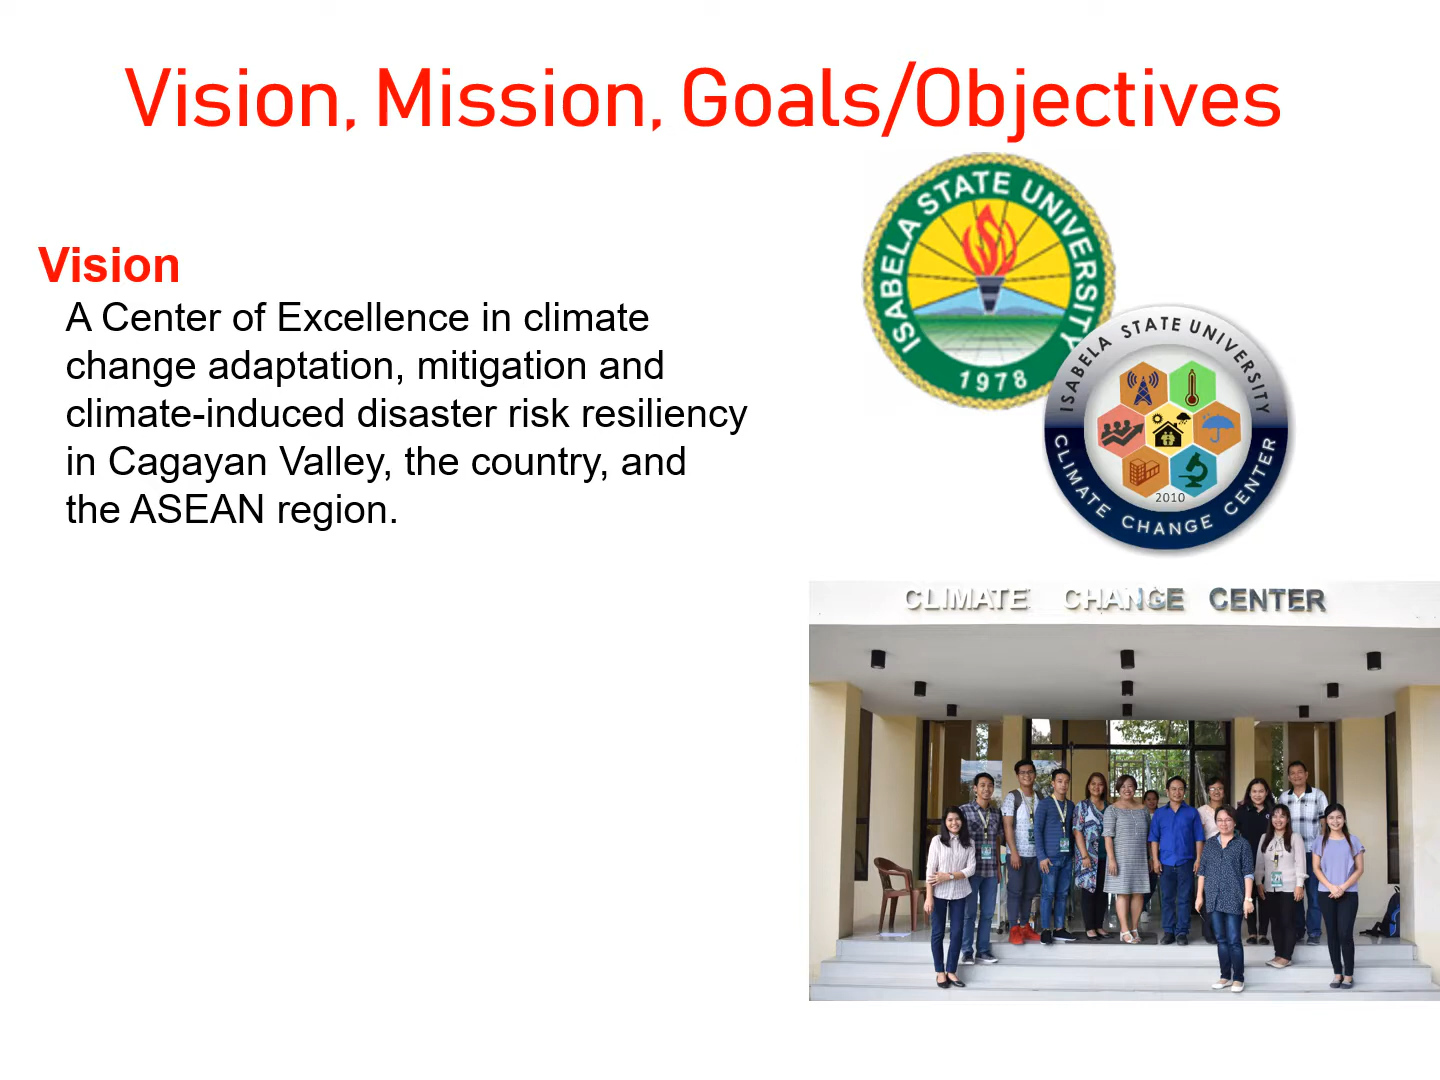 Vision, Mission, Goals/Objectives
Vision
A Center of Excellence in climate
change adaptation, mitigation and
climate-induced disaster risk resiliency
in Cagayan Valley, the country, and
the ASEAN region.
ISABELA STATE UNIVERSITY
1978
ISABELA STATE UNIVERSITY
2010
CLIMATE CHANGE CENTER
CLIMATE CHANGE CENTER